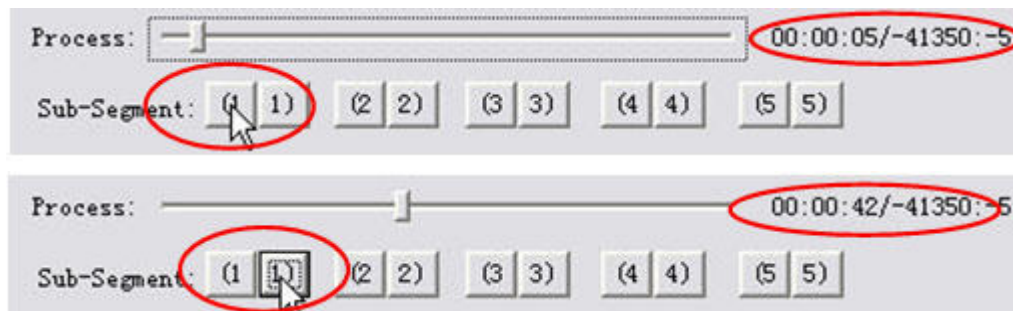 Process: 00:00:05/-41350:-5
Sub-Segment: (1 1) (2 2) (3 3) (4 4) (5 5)
Process: 00:00:42/-41350:-5
Sub-Segment: (1 1) (2 2) (3 3) (4 4) (5 5)